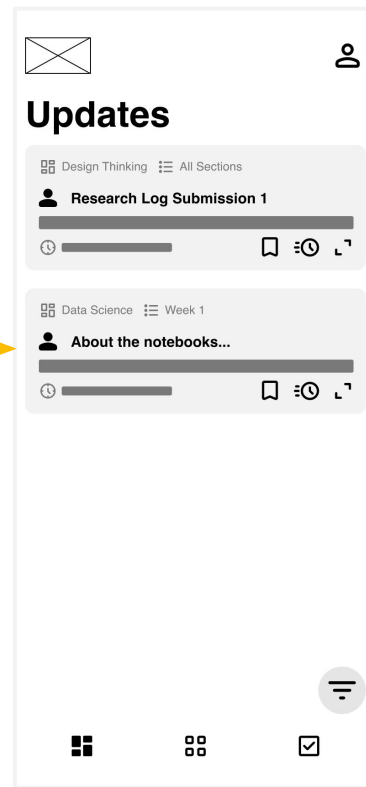 Updates
Design Thinking All Sections
Research Log Submission 1
Data Science Week 1
About the notebooks...